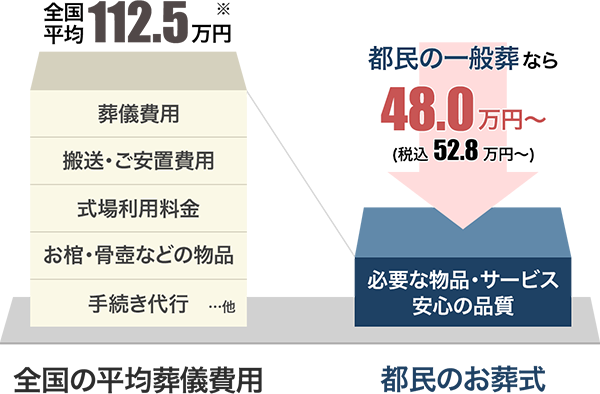 全国
平均112.5万円※
葬儀費用
搬送・ご安置費用
式場利用料金
お棺・骨壺などの物品
手続き代行 …他
全国の平均葬儀費用
都民の一般葬なら
48.0万円～
(税込 52.8 万円～)
必要な物品・サービス
安心の品質
都民のお葬式